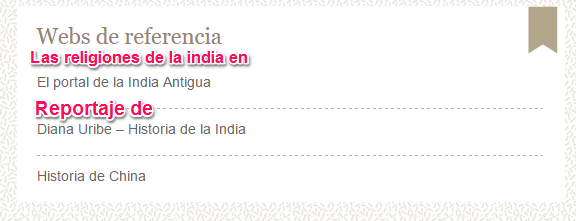 Webs de referencia
Las religiones de la india en
El portal de la India Antigua
Reportaje de
Diana Uribe – Historia de la India
Historia de China